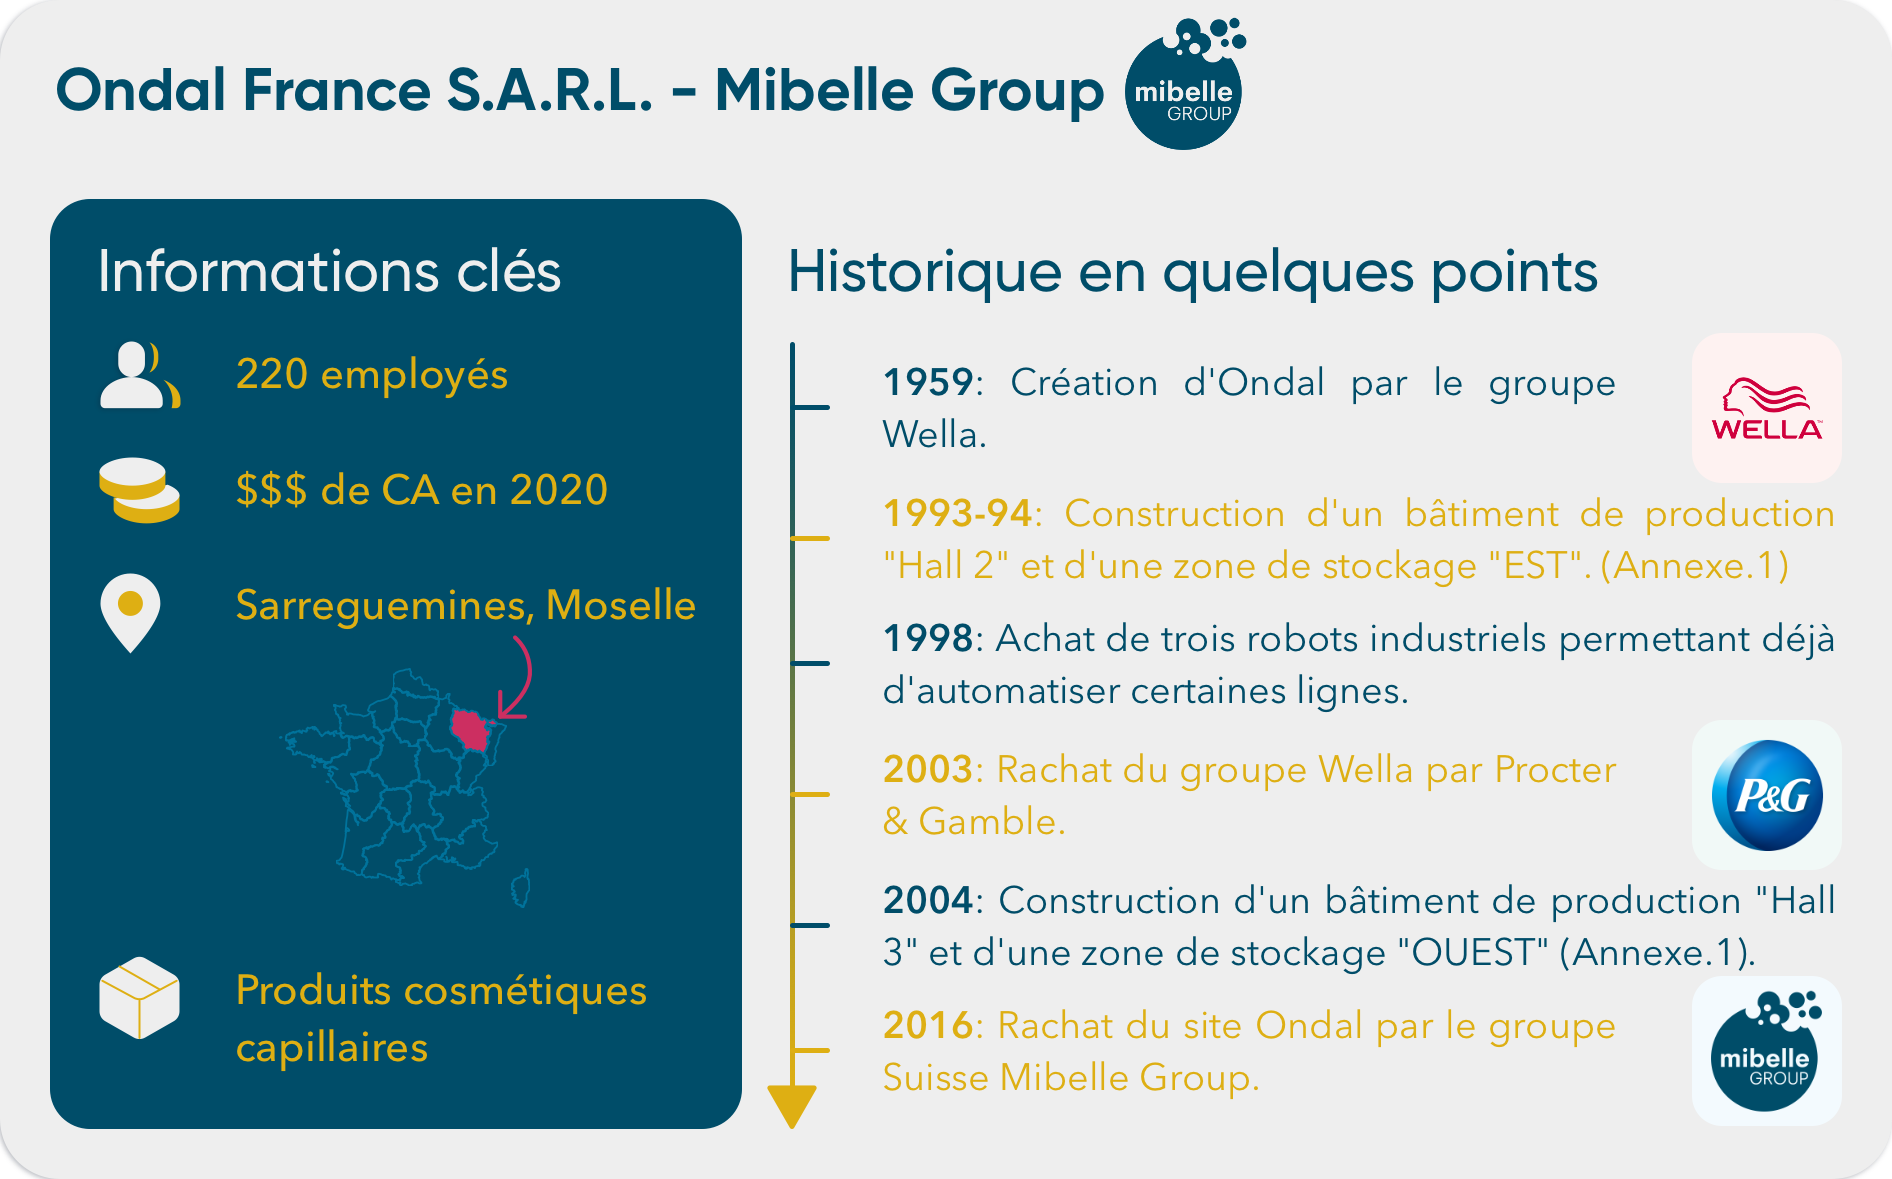 Ondal France S.A.R.L. - Mibelle Group
mibelle
GROUP
Informations clés
220 employés
$$$ de CA en 2020
Sarreguemines, Moselle
Produits cosmétiques
capillaires
Historique en quelques points
1959: Création d'Ondal par le groupe
Wella.
WELLA™
1993-94: Construction d'un bâtiment de production
"Hall 2" et d'une zone de stockage "EST". (Annexe.1)
1998: Achat de trois robots industriels permettant déjà
d'automatiser certaines lignes.
2003: Rachat du groupe Wella par Procter
& Gamble.
P&G
2004: Construction d'un bâtiment de production "Hall
3" et d'une zone de stockage "OUEST" (Annexe.1).
2016: Rachat du site Ondal par le groupe
Suisse Mibelle Group.
mibelle
GROUP